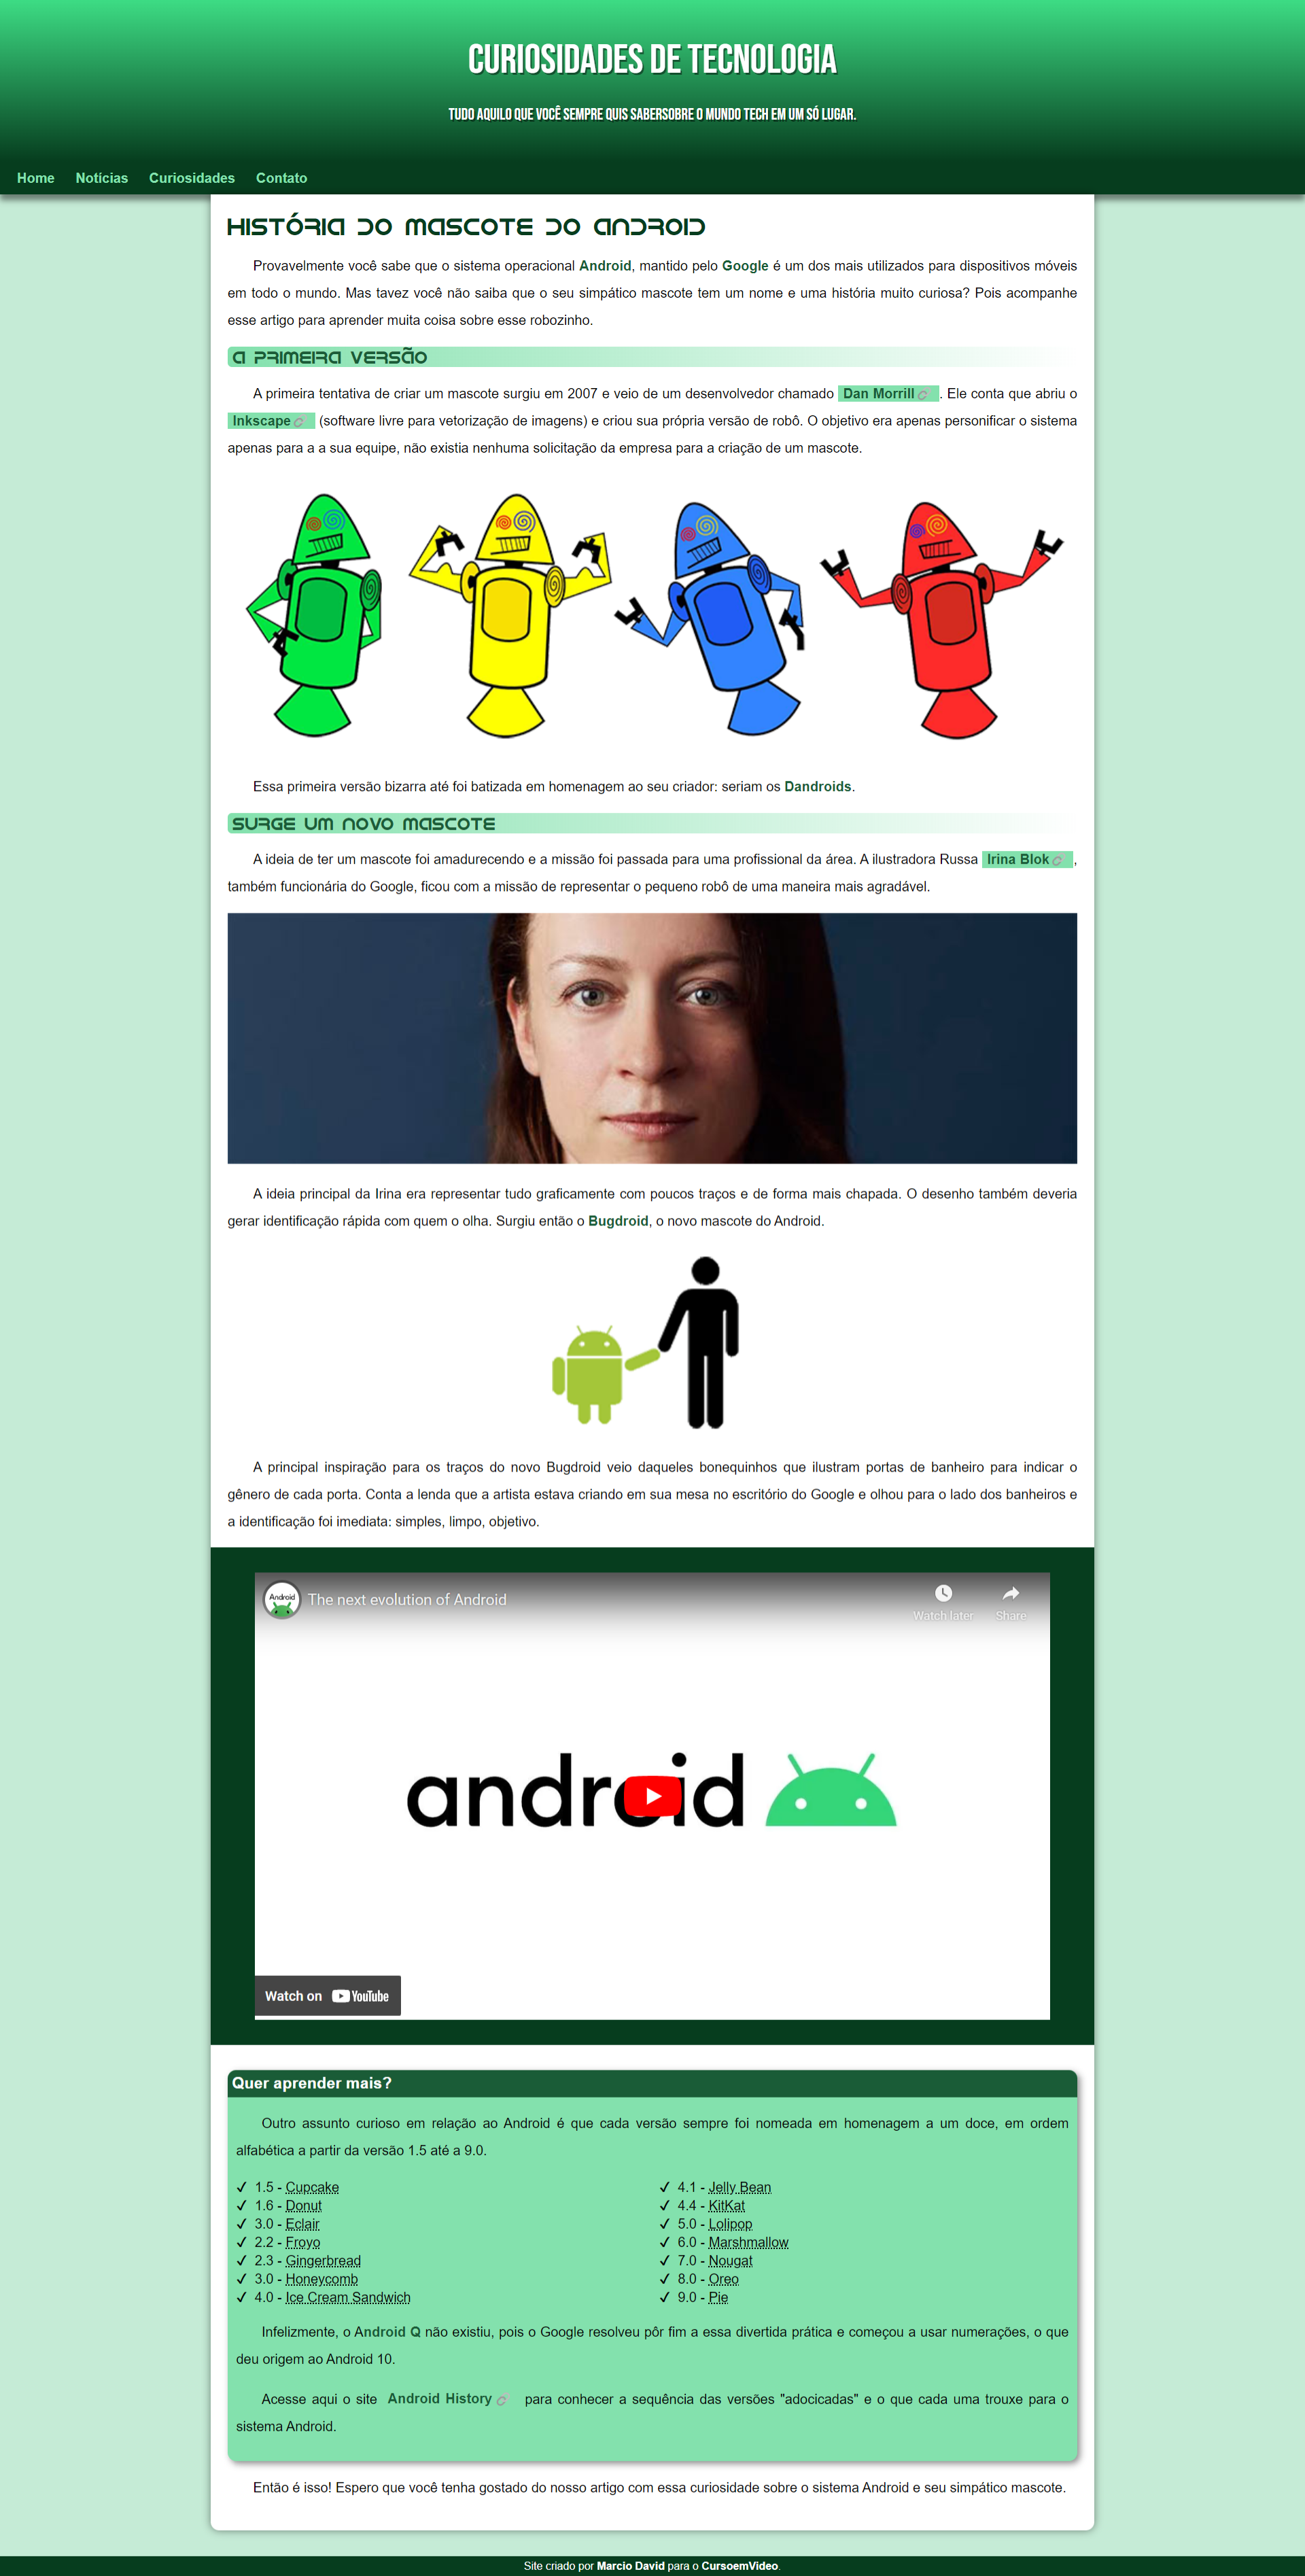 CURIOSIDADES DE TECNOLOGIA
TUDO AQUILO QUE VOCÊ SEMPRE QUIS SABERSOBRE O MUNDO TECH EM UM SÓ LUGAR.
Home Notícias Curiosidades Contato
HISTÓRIA DO MASCOTE DO ANDROID
Provavelmente você sabe que o sistema operacional Android, mantido pelo Google é um dos mais utilizados para dispositivos móveis
em todo o mundo. Mas tavez você não saiba que o seu simpático mascote tem um nome e uma história muito curiosa? Pois acompanhe
esse artigo para aprender muita coisa sobre esse robozinho.
A PRIMEIRA VERSÃO
A primeira tentativa de criar um mascote surgiu em 2007 e veio de um desenvolvedor chamado Dan Morrill. Ele conta que abriu o
Inkscape (software livre para vetorização de imagens) e criou sua própria versão de robô. O objetivo era apenas personificar o sistema
apenas para a a sua equipe, não existia nenhuma solicitação da empresa para a criação de um mascote.
Essa primeira versão bizarra até foi batizada em homenagem ao seu criador: seriam os Dandroids.
SURGE UM NOVO MASCOTE
A ideia de ter um mascote foi amadurecendo e a missão foi passada para uma profissional da área. A ilustradora Russa Irina Blok,
também funcionária do Google, ficou com a missão de representar o pequeno robô de uma maneira mais agradável.
A ideia principal da Irina era representar tudo graficamente com poucos traços e de forma mais chapada. O desenho também deveria
gerar identificação rápida com quem o olha. Surgiu então o Bugdroid, o novo mascote do Android.
A principal inspiração para os traços do novo Bugdroid veio daqueles bonequinhos que ilustram portas de banheiro para indicar o
gênero de cada porta. Conta a lenda que a artista estava criando em sua mesa no escritório do Google e olhou para o lado dos banheiros e
a identificação foi imediata: simples, limpo, objetivo.
Android
The next evolution of Android
Watch later Share
android
Watch on YouTube
Quer aprender mais?
Outro assunto curioso em relação ao Android é que cada versão sempre foi nomeada em homenagem a um doce, em ordem
alfabética a partir da versão 1.5 até a 9.0.
✓ 1.5 - Cupcake
✓ 1.6 - Donut
✓ 3.0 - Eclair
✓ 2.2 - Froyo
✓ 2.3 - Gingerbread
✓ 3.0 - Honeycomb
✓ 4.0 - Ice Cream Sandwich
✓ 4.1 - Jelly Bean
✓ 4.4 - KitKat
✓ 5.0 - Lolipop
✓ 6.0 - Marshmallow
✓ 7.0 - Nougat
✓ 8.0 - Oreo
✓ 9.0 - Pie
Infelizmente, o Android Q não existiu, pois o Google resolveu pôr fim a essa divertida prática e começou a usar numerações, o que
deu origem ao Android 10.
Acesse aqui o site Android History para conhecer a sequência das versões "adocicadas" e o que cada uma trouxe para o
sistema Android.
Então é isso! Espero que você tenha gostado do nosso artigo com essa curiosidade sobre o sistema Android e seu simpático mascote.
Site criado por Marcio David para o CursoemVideo.